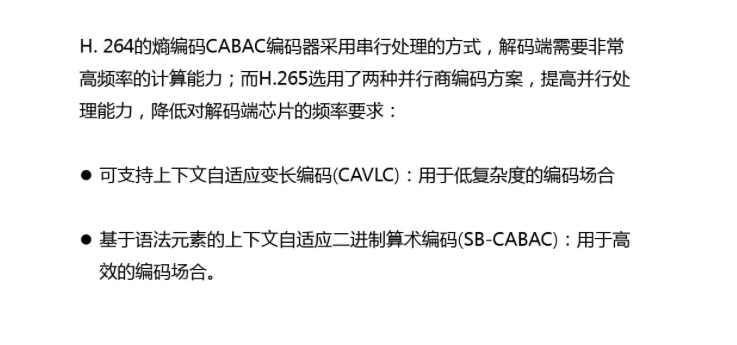 H. 264的熵编码CABAC编码器采用串行处理的方式，解码端需要非常
高频率的计算能力；而H.265选用了两种并行商编码方案，提高并行处
理能力，降低对解码端芯片的频率要求：
● 可支持上下文自适应变长编码(CAVLC)：用于低复杂度的编码场合
● 基于语法元素的上下文自适应二进制算术编码(SB-CABAC)：用于高
效的编码场合。